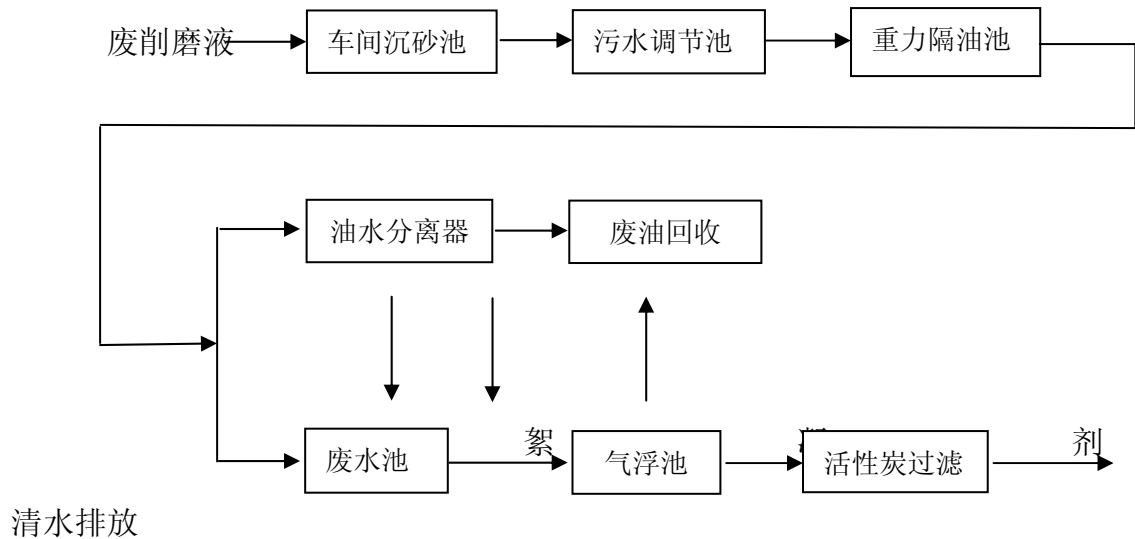 废削磨液 车间沉砂池 污水调节池 重力隔油池
油水分离器 废油回收
废水池 絮 气浮池 活性炭过滤 剂
清水排放